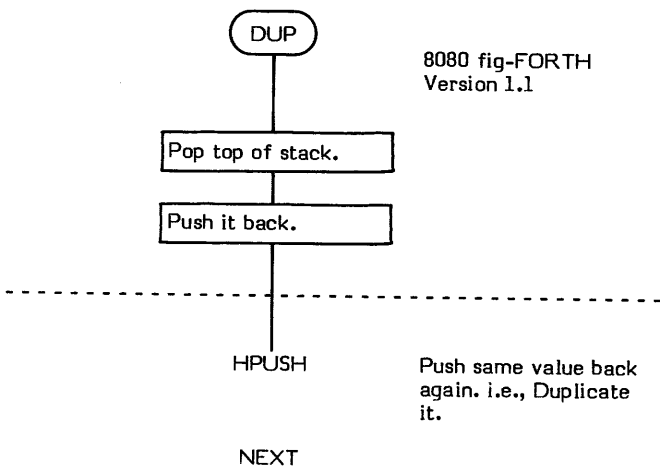 DUP
8080 fig-FORTH
Version 1.1
Pop top of stack.
Push it back.
HPUSH
Push same value back
again. i.e., Duplicate
it.
NEXT